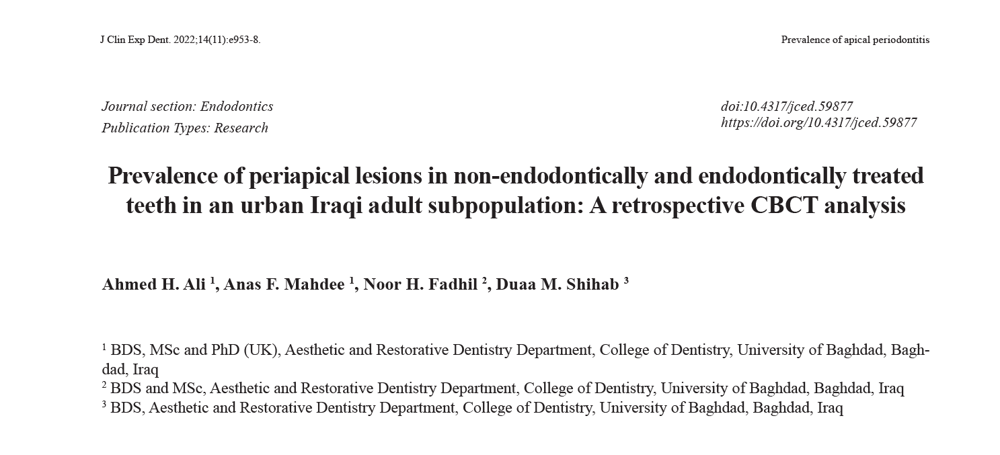 J Clin Exp Dent. 2022;14(11):e953-8.
Prevalence of apical periodontitis
Journal section: Endodontics
Publication Types: Research
doi:10.4317/jced.59877
https://doi.org/10.4317/jced.59877
Prevalence of periapical lesions in non-endodontically and endodontically treated
teeth in an urban Iraqi adult subpopulation: A retrospective CBCT analysis
Ahmed H. Ali 1, Anas F. Mahdee 1, Noor H. Fadhil 2, Duaa M. Shihab 3
1 BDS, MSc and PhD (UK), Aesthetic and Restorative Dentistry Department, College of Dentistry, University of Baghdad, Bagh-
dad, Iraq
2 BDS and MSc, Aesthetic and Restorative Dentistry Department, College of Dentistry, University of Baghdad, Baghdad, Iraq
3 BDS, Aesthetic and Restorative Dentistry Department, College of Dentistry, University of Baghdad, Baghdad, Iraq